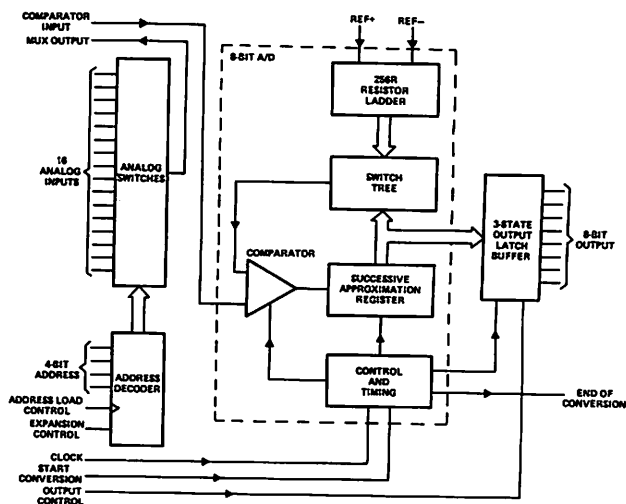 COMPARATOR
INPUT
MUX OUTPUT
REF+
REF−
8-BIT A/D
256R
RESISTOR
LADDER
16
ANALOG
INPUTS
ANALOG
SWITCHES
SWITCH
TREE
3-STATE
OUTPUT
LATCH
BUFFER
8-BIT
OUTPUT
COMPARATOR
SUCCESSIVE
APPROXIMATION
REGISTER
4-BIT
ADDRESS
ADDRESS
DECODER
CONTROL
AND
TIMING
ADDRESS LOAD
CONTROL
EXPANSION
CONTROL
END OF
CONVERSION
CLOCK
START
CONVERSION
OUTPUT
CONTROL